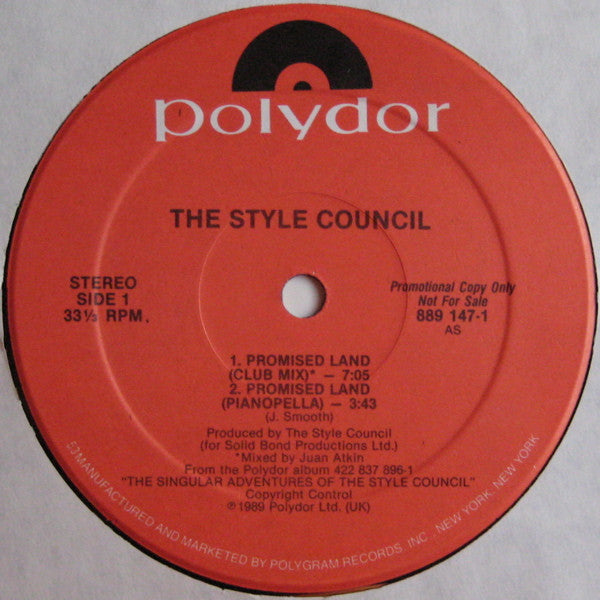 polydor
THE STYLE COUNCIL
STEREO
SIDE 1
33⅓ RPM.
Promotional Copy Only
Not For Sale
889 147-1
AS
1. PROMISED LAND
(CLUB MIX)* – 7:05
2. PROMISED LAND
(PIANOPELLA) – 3:43
(J. Smooth)
Produced by The Style Council
(for Solid Bond Productions Ltd.)
*Mixed by Juan Atkin
From the Polydor album 422 837 896-1
"THE SINGULAR ADVENTURES OF THE STYLE COUNCIL"
Copyright Control
℗1989 Polydor Ltd. (UK)
MANUFACTURED AND MARKETED BY POLYGRAM RECORDS, INC. NEW YORK, NEW YORK